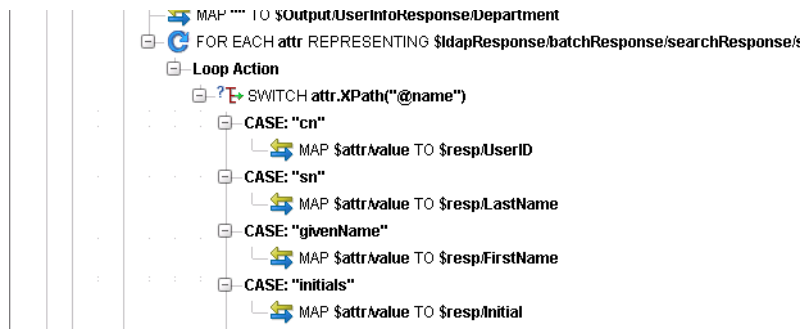 MAP "" TO $Output/UserInfoResponse/Department
FOR EACH attr REPRESENTING $ldapResponse/batchResponse/searchResponse/s
Loop Action
SWITCH attr.XPath("@name")
CASE: "cn"
MAP $attr/value TO $resp/UserID
CASE: "sn"
MAP $attr/value TO $resp/LastName
CASE: "givenName"
MAP $attr/value TO $resp/FirstName
CASE: "initials"
MAP $attr/value TO $resp/Initial